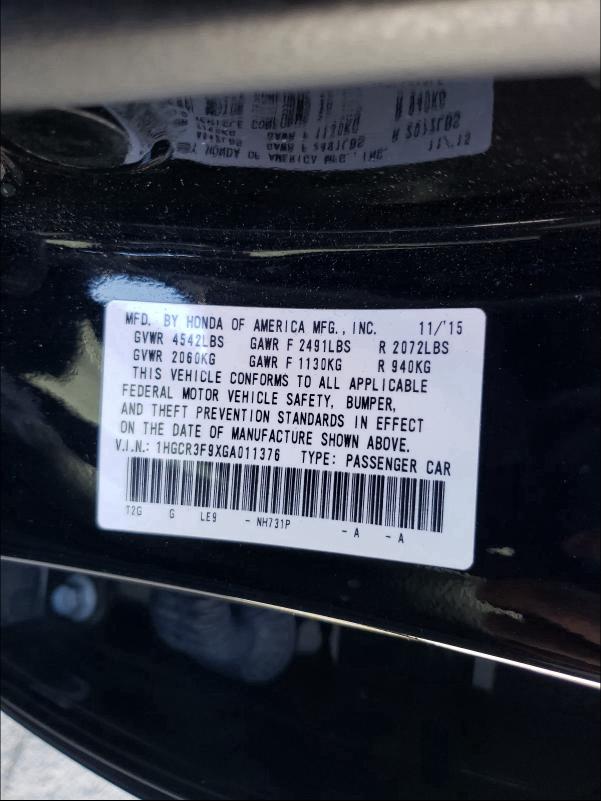 MFD. BY HONDA OF AMERICA MFG., INC. 11/'15
GVWR 4542LBS GAWR F 2491LBS R 2072LBS
GVWR 2060KG GAWR F 1130KG R 940KG
THIS VEHICLE CONFORMS TO ALL APPLICABLE
FEDERAL MOTOR VEHICLE SAFETY, BUMPER,
AND THEFT PREVENTION STANDARDS IN EFFECT
ON THE DATE OF MANUFACTURE SHOWN ABOVE.
V.I.N.: 1HGCR3F9XGA011376 TYPE: PASSENGER CAR
T2G G LE9 - NH731P - A - A